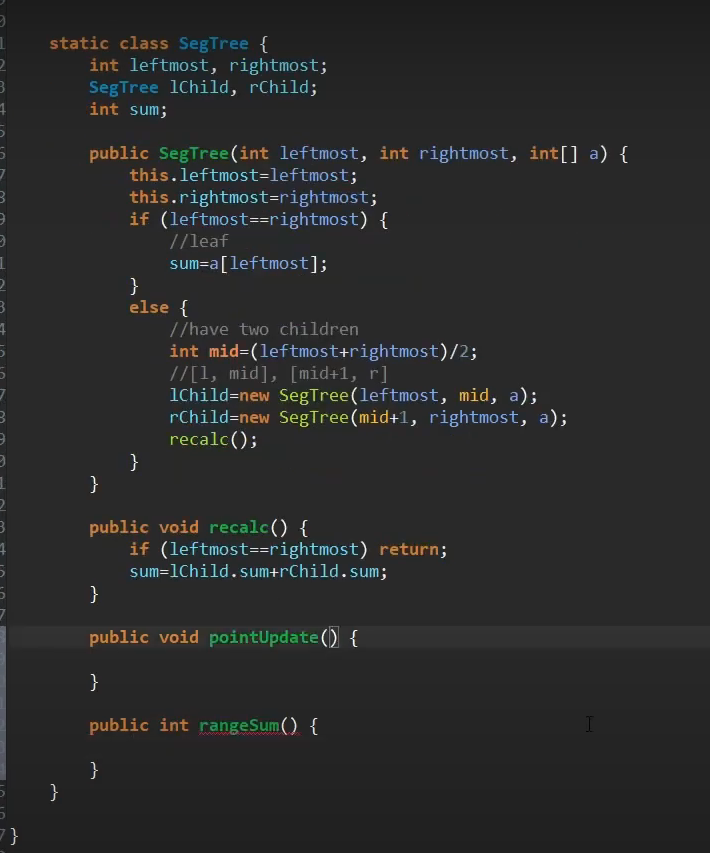 static class SegTree {
int leftmost, rightmost;
SegTree lChild, rChild;
int sum;
public SegTree(int leftmost, int rightmost, int[] a) {
this.leftmost=leftmost;
this.rightmost=rightmost;
if (leftmost==rightmost) {
//leaf
sum=a[leftmost];
}
else {
//have two children
int mid=(leftmost+rightmost)/2;
//[l, mid], [mid+1, r]
lChild=new SegTree(leftmost, mid, a);
rChild=new SegTree(mid+1, rightmost, a);
recalc();
}
}
public void recalc() {
if (leftmost==rightmost) return;
sum=lChild.sum+rChild.sum;
}
public void pointUpdate() {
}
public int rangeSum() {
}
}
}